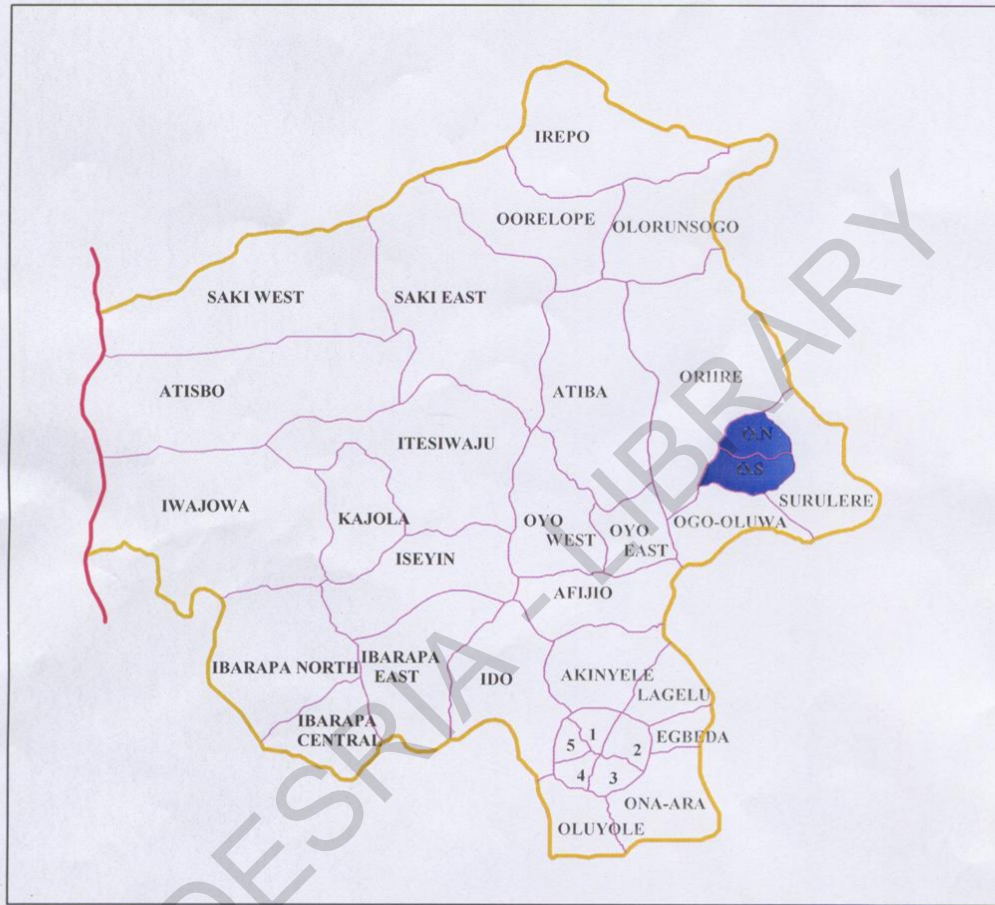 IREPO
OORELOPE
OLORUNSOGO
SAKI WEST
SAKI EAST
ATISBO
ATIBA
ORIIRE
O.N
ITESIWAJU
O.S
IWAJOWA
KAJOLA
SURULERE
OGO-OLUWA
OYO
WEST
OYO
EAST
ISEYIN
AFIJIO
IBARAPA NORTH
IBARAPA
EAST
IDO
AKINYELE
LAGELU
IBARAPA
CENTRAL
1
EGBEDA
5
2
4
3
ONA-ARA
OLUYOLE
DESRIA - LIBRARY